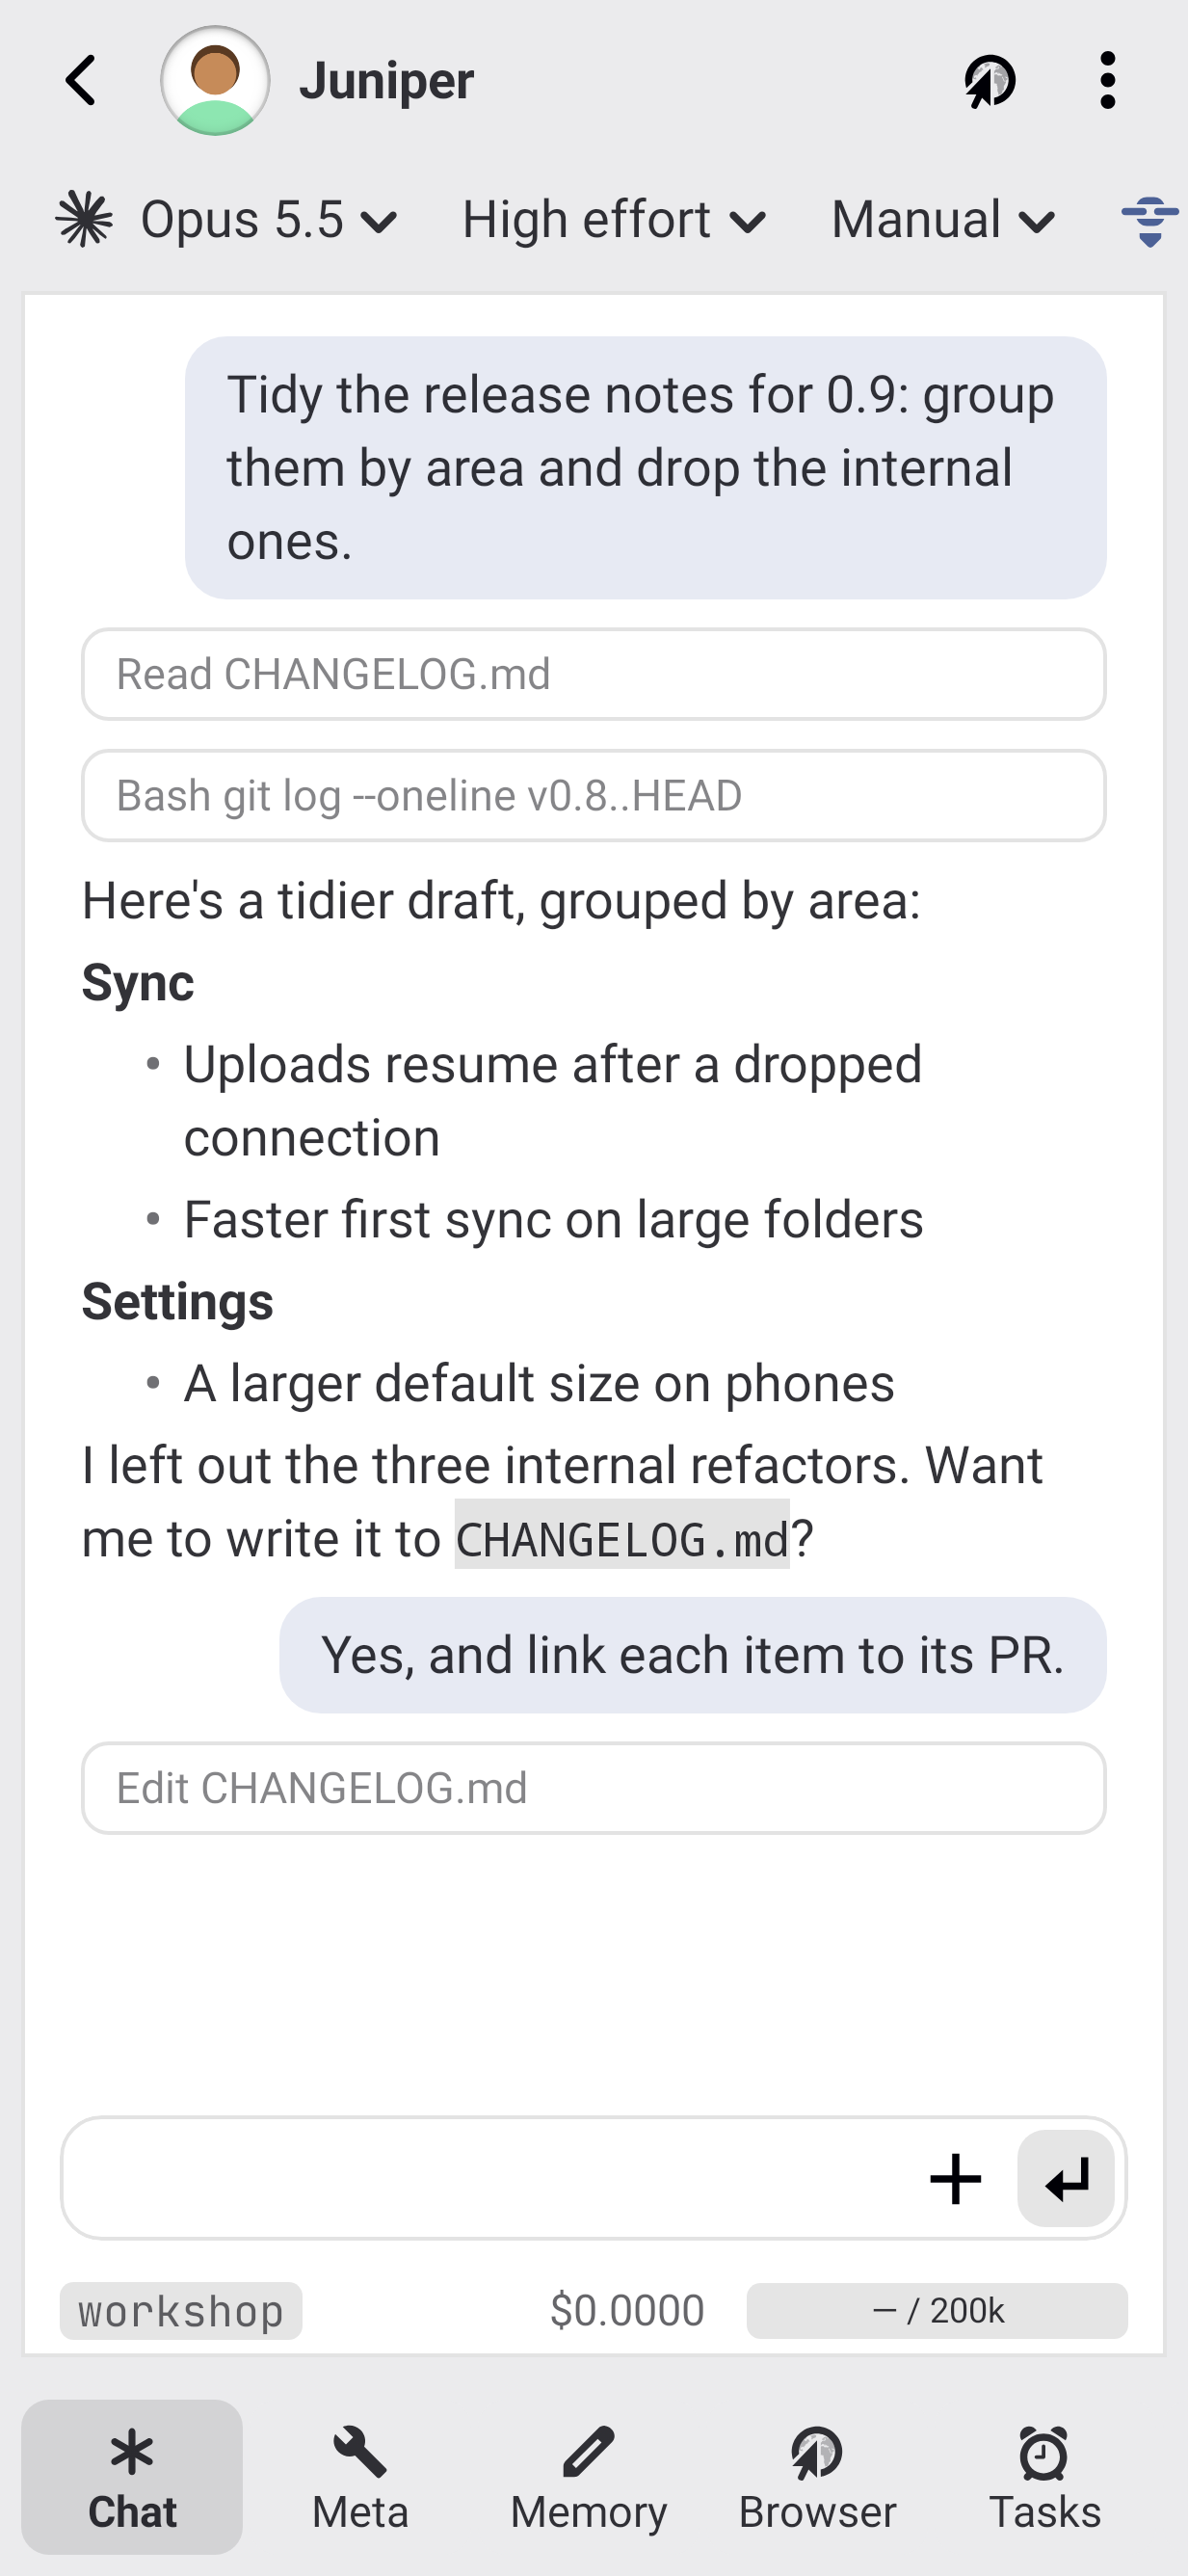 Juniper
Opus 5.5 High effort Manual
Tidy the release notes for 0.9: group
them by area and drop the internal
ones.
Read CHANGELOG.md
Bash git log --oneline v0.8..HEAD
Here's a tidier draft, grouped by area:
Sync
• Uploads resume after a dropped
connection
• Faster first sync on large folders
Settings
• A larger default size on phones
I left out the three internal refactors. Want
me to write it to CHANGELOG.md?
Yes, and link each item to its PR.
Edit CHANGELOG.md
workshop $0.0000 — / 200k
Chat Meta Memory Browser Tasks